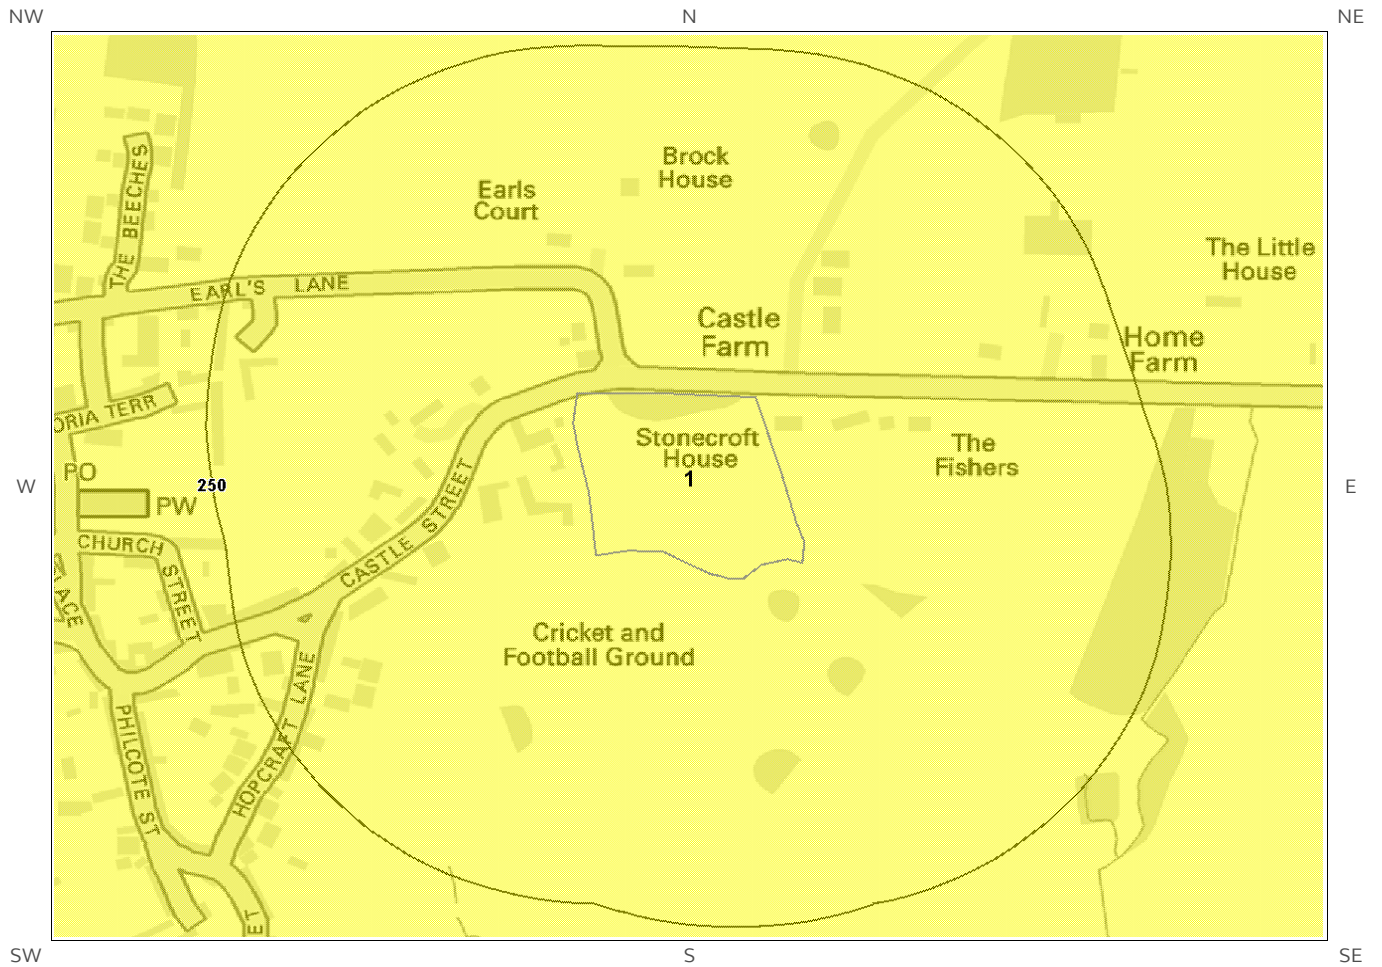 NW
N
NE
Brock
House
Earls
Court
THE BEECHES
The Little
House
EARL'S LANE
Castle
Farm
Home
Farm
ORIA TERR
Stonecroft
House
1
The
Fishers
PO
W
250
E
PW
CASTLE STREET
CHURCH STREET
LACE
Cricket and
Football Ground
HOPCRAFT LANE
PHILCOTE ST
ET
SW
S
SE